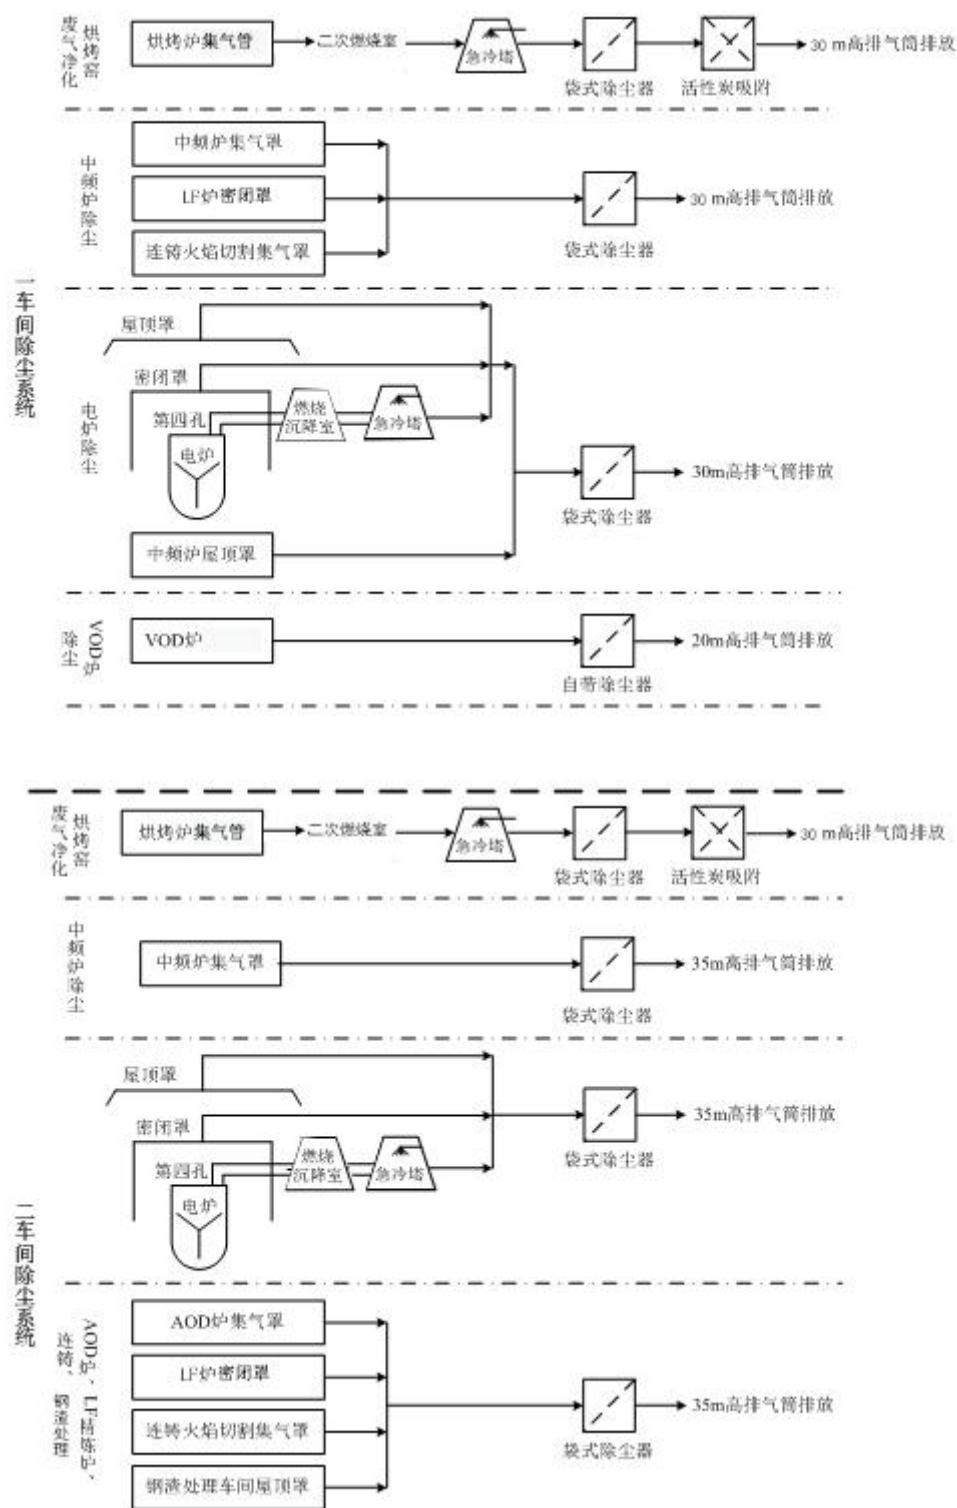 一车间除尘系统
烘烤窑
废气净化
烘烤炉集气管
二次燃烧室
急冷塔
袋式除尘器
活性炭吸附
30 m高排气筒排放
中频炉除尘
中频炉集气罩
LF炉密闭罩
连铸火焰切割集气罩
袋式除尘器
30 m高排气筒排放
电炉除尘
屋顶罩
密闭罩
第四孔
电炉
燃烧
沉降室
急冷塔
中频炉屋顶罩
袋式除尘器
30m高排气筒排放
VOD炉
除尘
VOD炉
自带除尘器
20m高排气筒排放
二车间除尘系统
烘烤窑
废气净化
烘烤炉集气管
二次燃烧室
急冷塔
袋式除尘器
活性炭吸附
30 m高排气筒排放
中频炉除尘
中频炉集气罩
袋式除尘器
35m高排气筒排放
屋顶罩
密闭罩
第四孔
电炉
燃烧
沉降室
急冷塔
袋式除尘器
35m高排气筒排放
AOD炉、LF精炼炉、
连铸、
钢渣处理
AOD炉集气罩
LF炉密闭罩
连铸火焰切割集气罩
钢渣处理车间屋顶罩
袋式除尘器
35m高排气筒排放